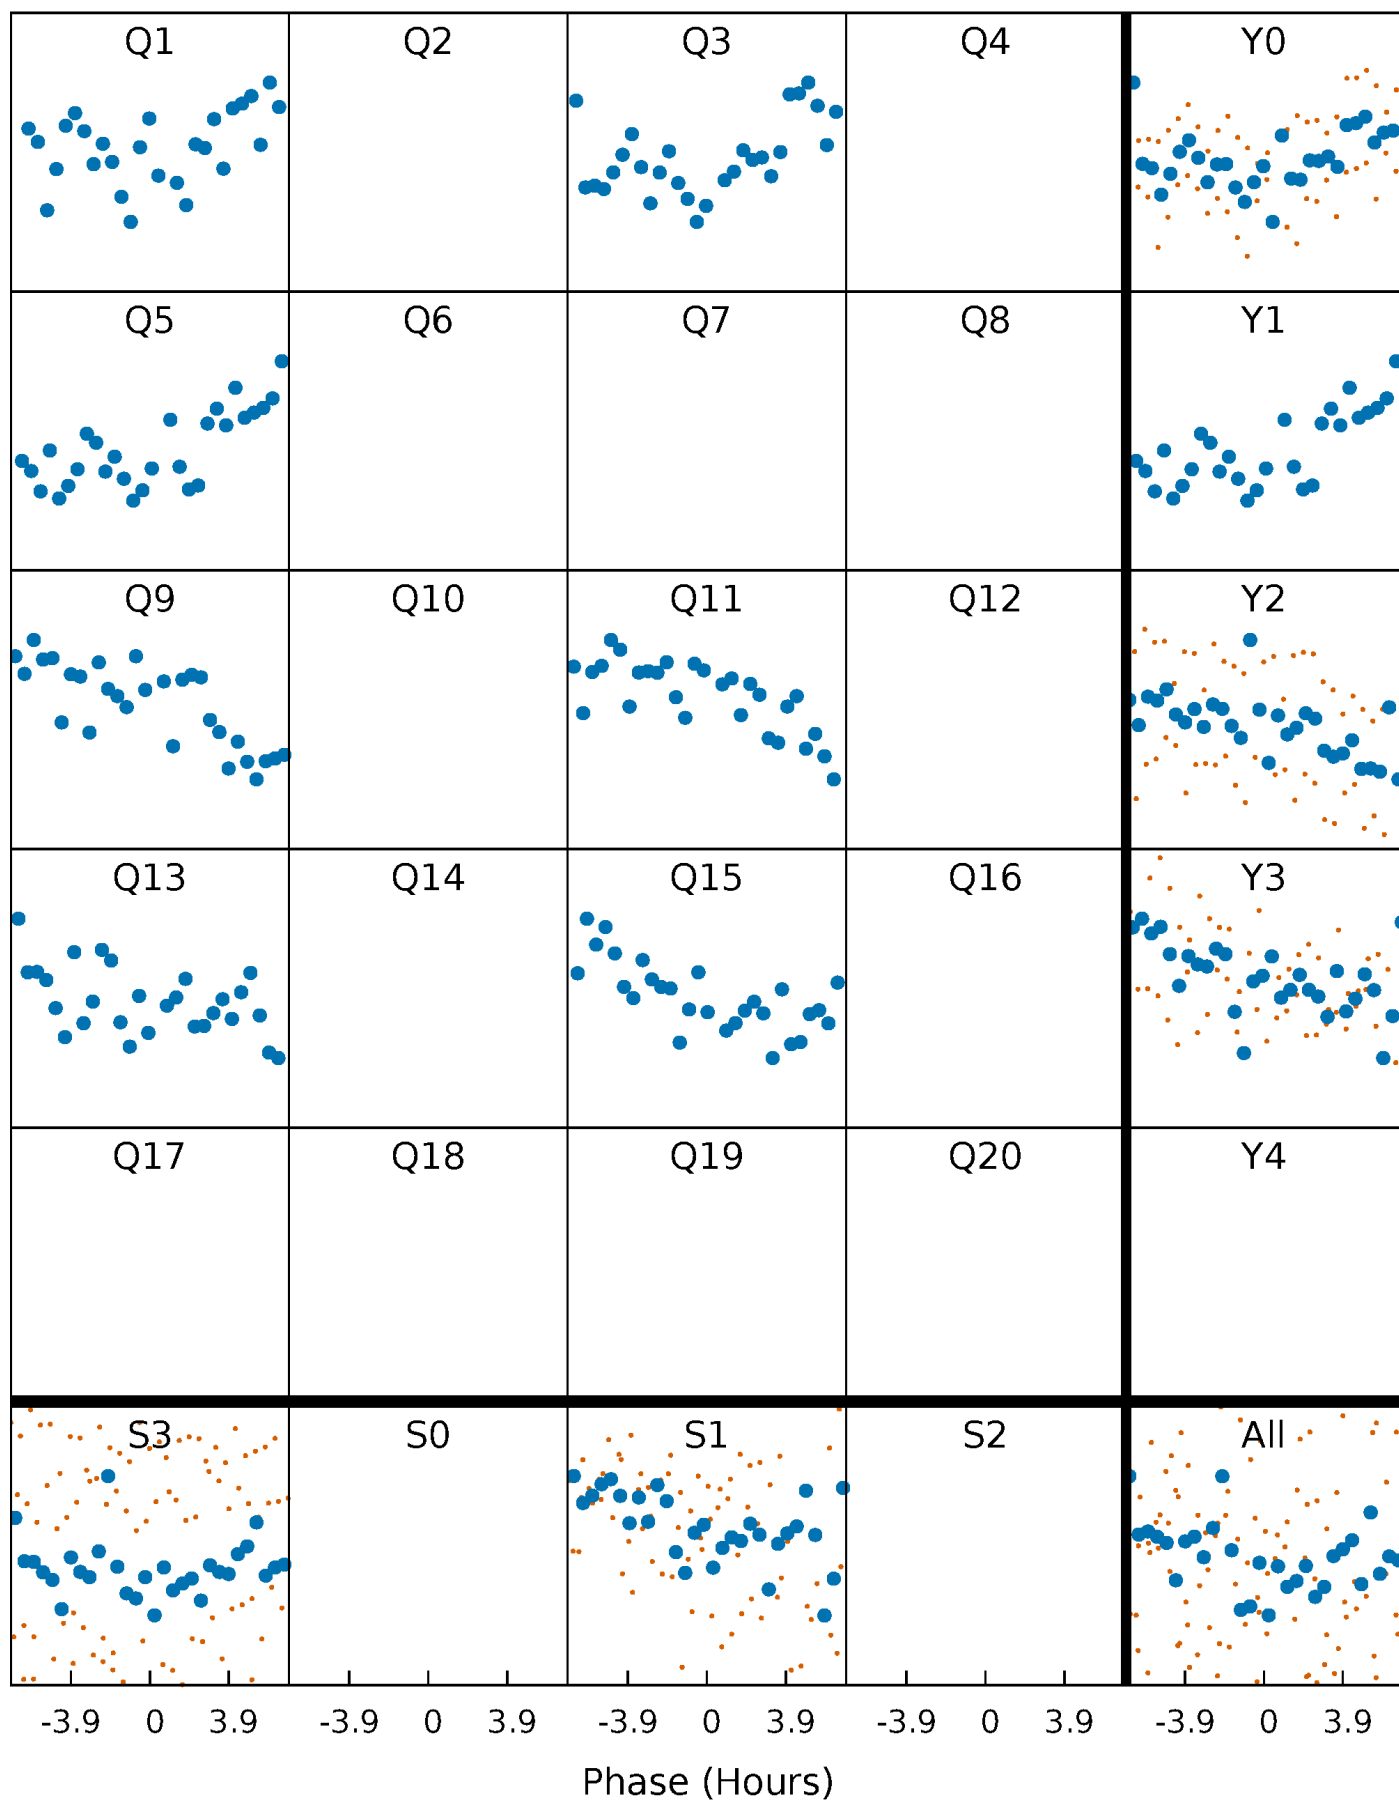 Q1 Q2 Q3 Q4 Y0
Q5 Q6 Q7 Q8 Y1
Q9 Q10 Q11 Q12 Y2
Q13 Q14 Q15 Q16 Y3
Q17 Q18 Q19 Q20 Y4
S3 S0 S1 S2 All
-3.9 0 3.9 -3.9 0 3.9 -3.9 0 3.9 -3.9 0 3.9 -3.9 0 3.9
Phase (Hours)